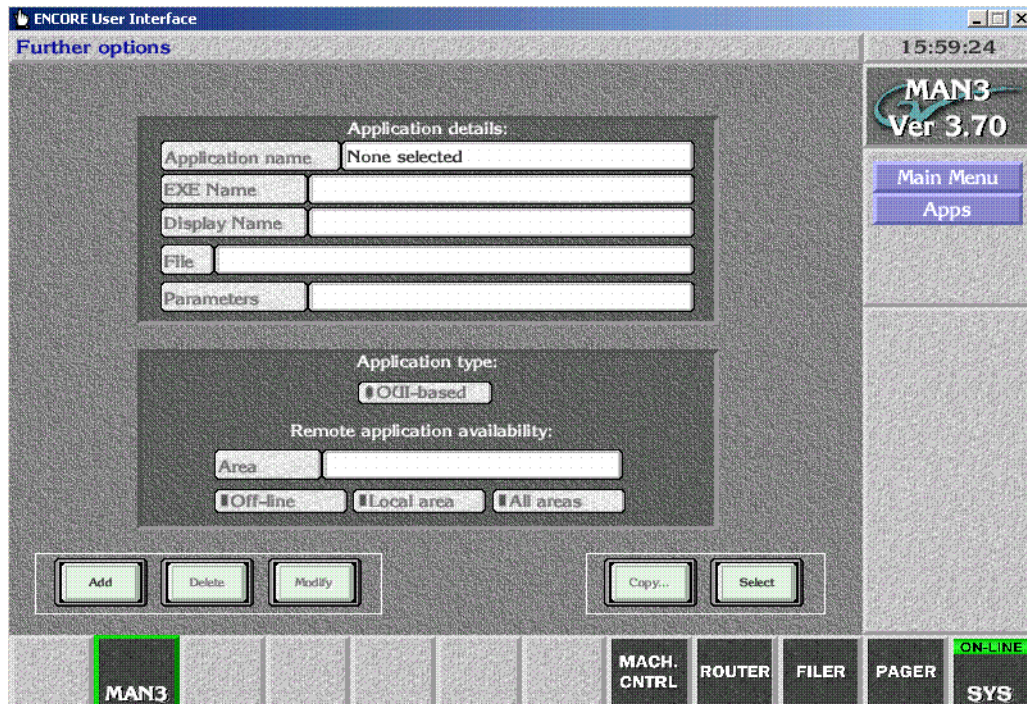 ENCORE User Interface
Further options
15:59:24
MAN3
Ver 3.70
Main Menu
Apps
Application details:
Application name None selected
EXE Name
Display Name
File
Parameters
Application type:
OUI-based
Remote application availability:
Area
Off-line Local area All areas
Add Delete Modify Copy... Select
MAN3
MACH.
CNTRL
ROUTER
FILER
PAGER
ON-LINE
SYS